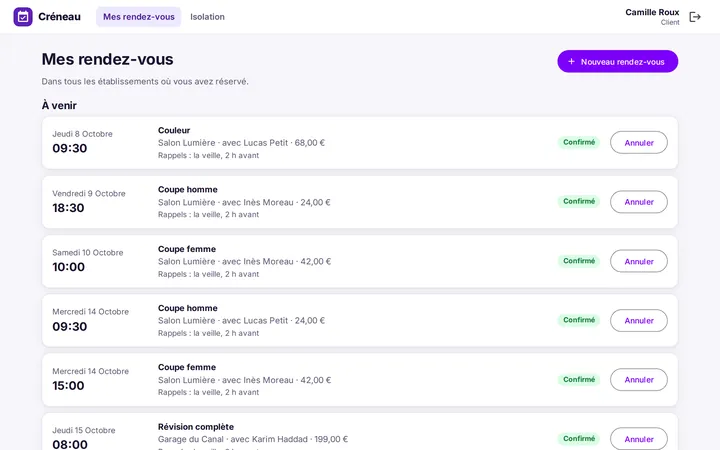 Créneau
Mes rendez-vous
Isolation
Camille Roux
Client
Mes rendez-vous
Nouveau rendez-vous
Dans tous les établissements où vous avez réservé.
À venir
Jeudi 8 Octobre
09:30
Couleur
Salon Lumière · avec Lucas Petit · 68,00 €
Rappels : la veille, 2 h avant
Confirmé
Annuler
Vendredi 9 Octobre
18:30
Coupe homme
Salon Lumière · avec Inès Moreau · 24,00 €
Rappels : la veille, 2 h avant
Confirmé
Annuler
Samedi 10 Octobre
10:00
Coupe femme
Salon Lumière · avec Inès Moreau · 42,00 €
Rappels : la veille, 2 h avant
Confirmé
Annuler
Mercredi 14 Octobre
09:30
Coupe homme
Salon Lumière · avec Lucas Petit · 24,00 €
Rappels : la veille, 2 h avant
Confirmé
Annuler
Mercredi 14 Octobre
15:00
Coupe femme
Salon Lumière · avec Inès Moreau · 42,00 €
Rappels : la veille, 2 h avant
Confirmé
Annuler
Jeudi 15 Octobre
08:00
Révision complète
Garage du Canal · avec Karim Haddad · 199,00 €
Confirmé
Annuler